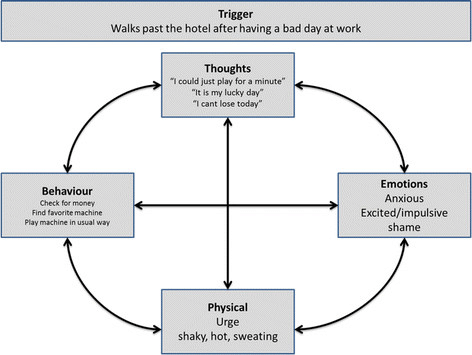 Trigger
Walks past the hotel after having a bad day at work
Thoughts
“I could just play for a minute”
“It is my lucky day”
“I cant lose today”
Behaviour
Check for money
Find favorite machine
Play machine in usual way
Emotions
Anxious
Excited/impulsive
shame
Physical
Urge
shaky, hot, sweating